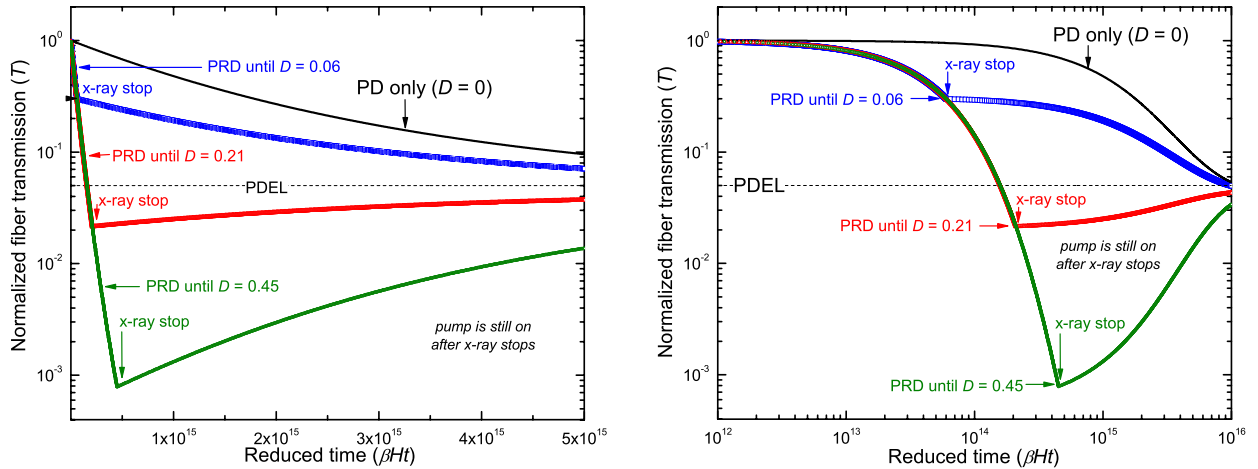 Normalized fiber transmission (T)
10⁰
10⁻¹
10⁻²
10⁻³
PRD until D = 0.06
x-ray stop
PD only (D = 0)
PRD until D = 0.21
PDEL
x-ray stop
PRD until D = 0.45
x-ray stop
pump is still on
after x-ray stops
1x10¹⁵
2x10¹⁵
3x10¹⁵
4x10¹⁵
5x10¹⁵
Reduced time (βHt)
Normalized fiber transmission (T)
10⁰
10⁻¹
10⁻²
10⁻³
PD only (D = 0)
x-ray stop
PRD until D = 0.06
PDEL
x-ray stop
PRD until D = 0.21
pump is still on
after x-ray stops
x-ray stop
PRD until D = 0.45
10¹²
10¹³
10¹⁴
10¹⁵
10¹⁶
Reduced time (βHt)